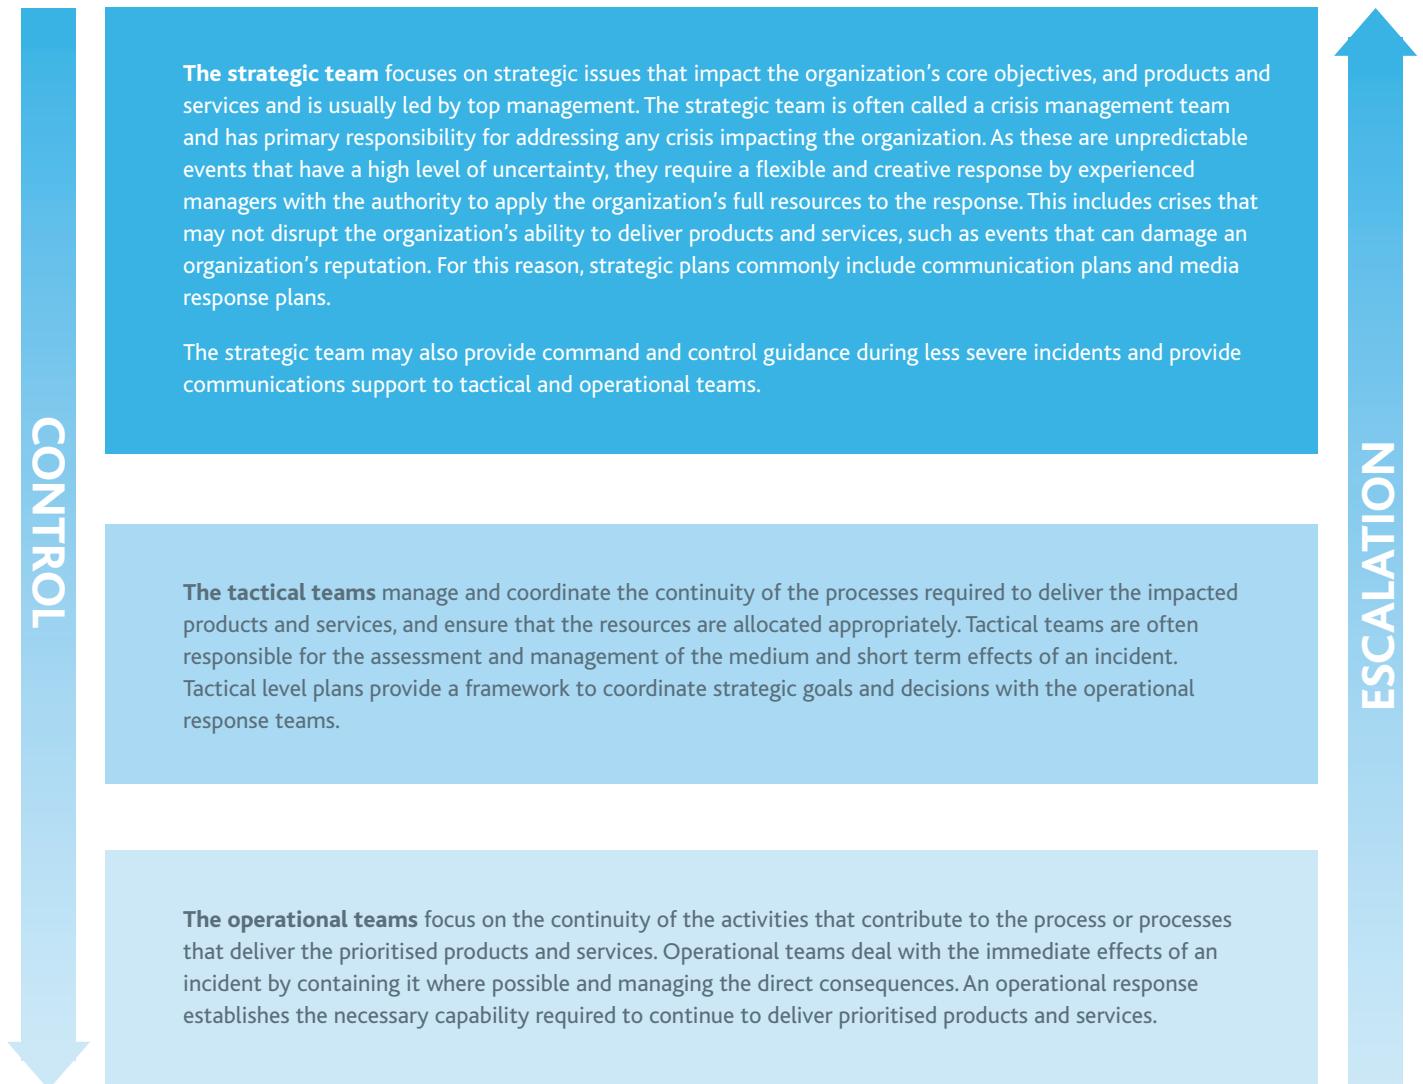 The strategic team focuses on strategic issues that impact the organization’s core objectives, and products and
services and is usually led by top management. The strategic team is often called a crisis management team
and has primary responsibility for addressing any crisis impacting the organization. As these are unpredictable
events that have a high level of uncertainty, they require a flexible and creative response by experienced
managers with the authority to apply the organization’s full resources to the response. This includes crises that
may not disrupt the organization’s ability to deliver products and services, such as events that can damage an
organization’s reputation. For this reason, strategic plans commonly include communication plans and media
response plans.
The strategic team may also provide command and control guidance during less severe incidents and provide
communications support to tactical and operational teams.
CONTROL
ESCALATION
The tactical teams manage and coordinate the continuity of the processes required to deliver the impacted
products and services, and ensure that the resources are allocated appropriately. Tactical teams are often
responsible for the assessment and management of the medium and short term effects of an incident.
Tactical level plans provide a framework to coordinate strategic goals and decisions with the operational
response teams.
The operational teams focus on the continuity of the activities that contribute to the process or processes
that deliver the prioritised products and services. Operational teams deal with the immediate effects of an
incident by containing it where possible and managing the direct consequences. An operational response
establishes the necessary capability required to continue to deliver prioritised products and services.